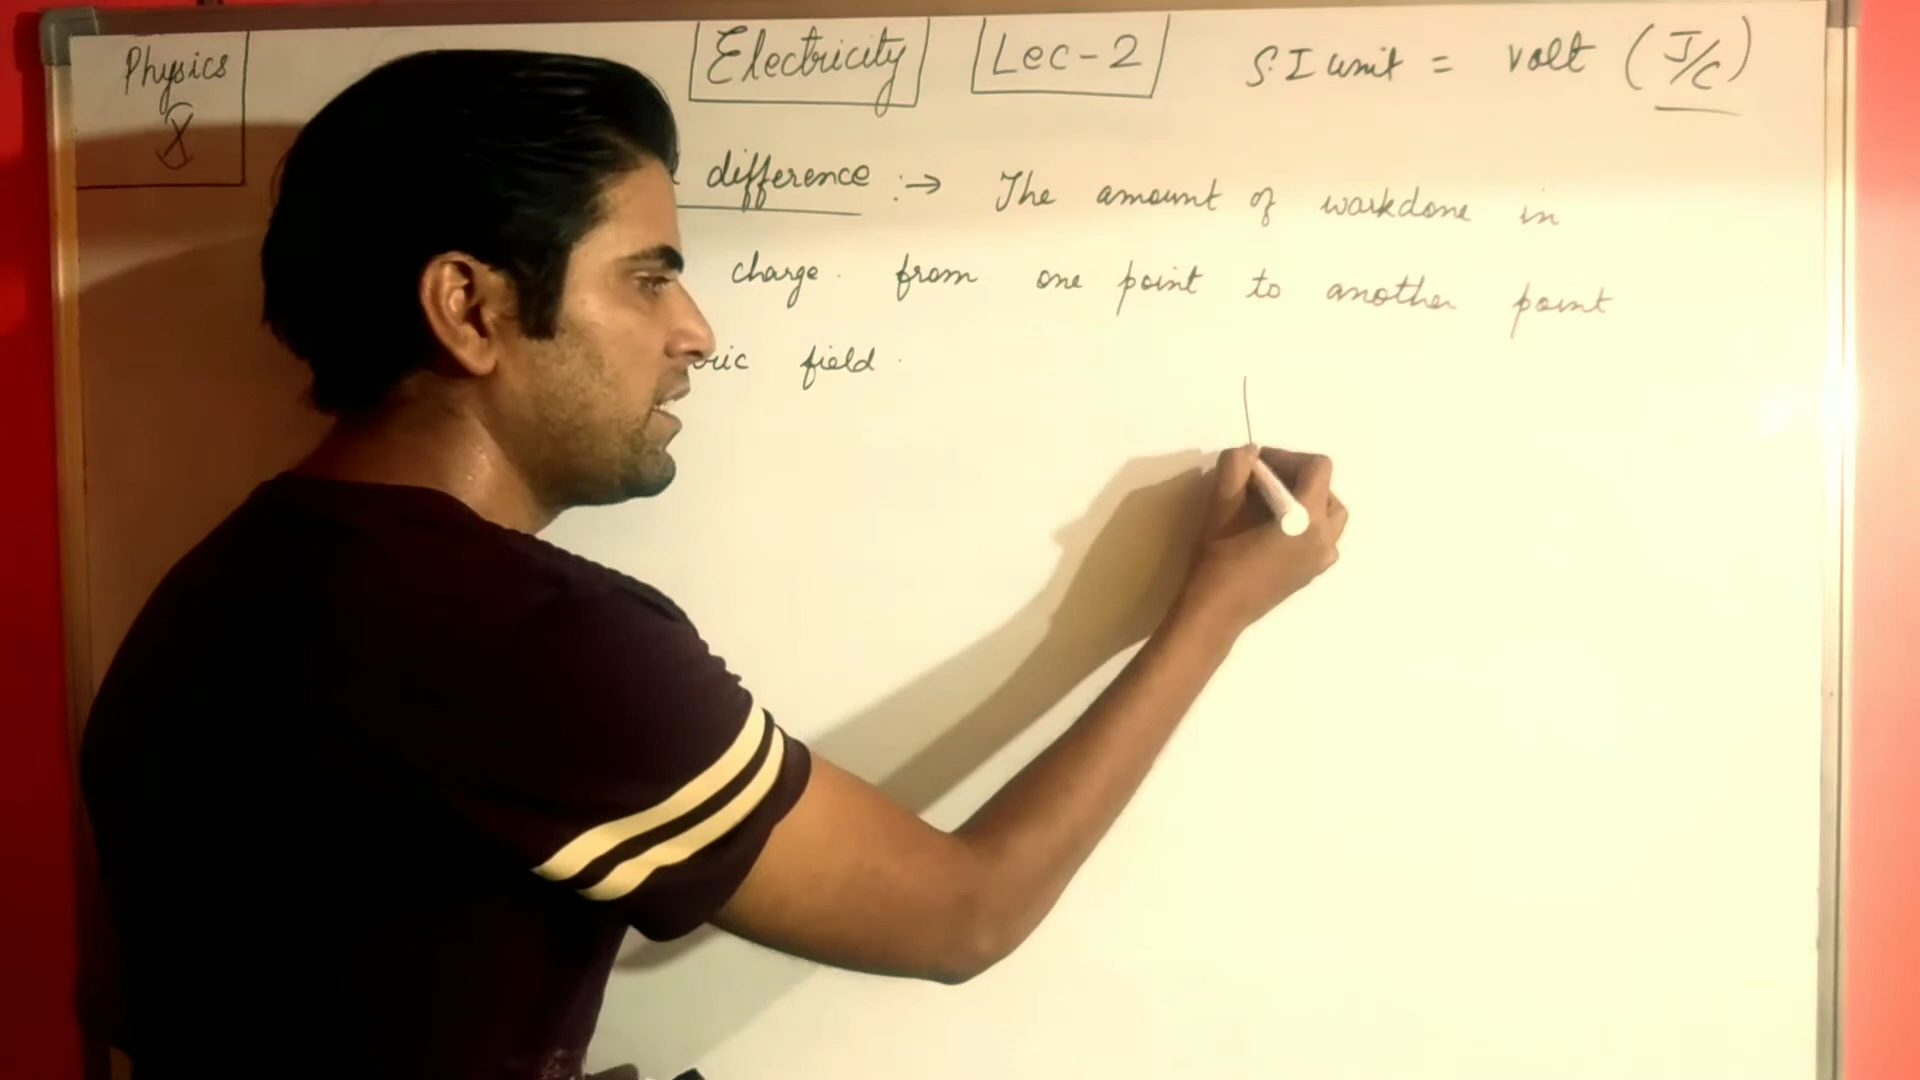 Physics
X
Electricity
Lec-2
S.I unit = volt (J/C)
difference :→ The amount of workdone in
charge. from one point to another point
ric field.